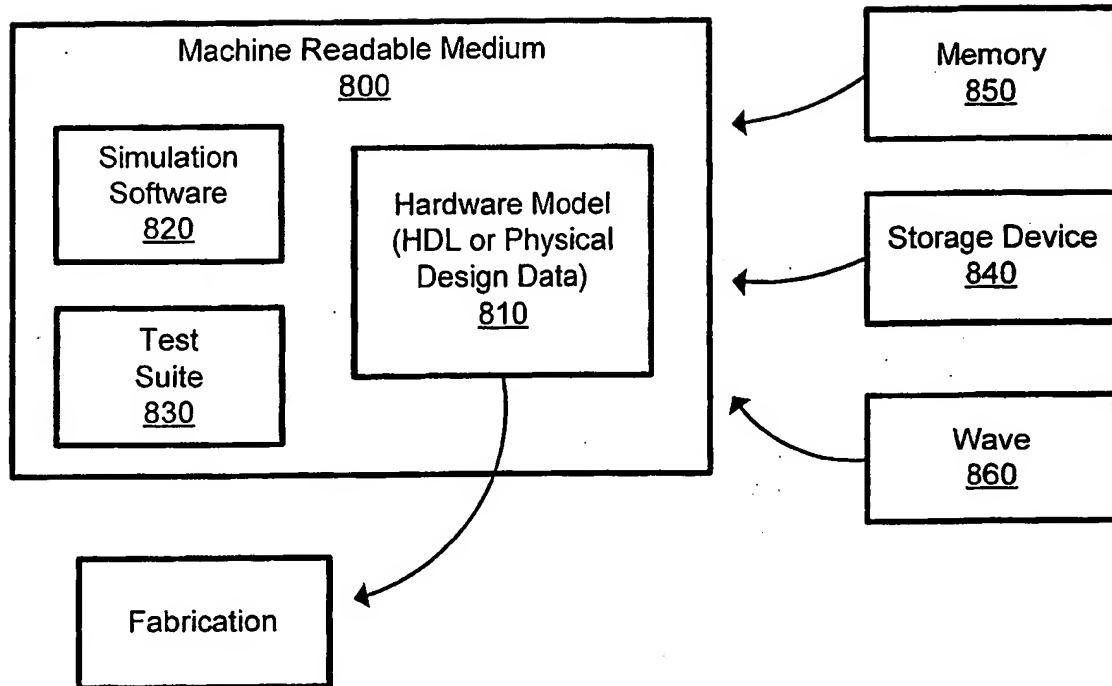 Machine Readable Medium
800
Simulation
Software
820
Test
Suite
830
Hardware Model
(HDL or Physical
Design Data)
810
Memory
850
Storage Device
840
Wave
860
Fabrication